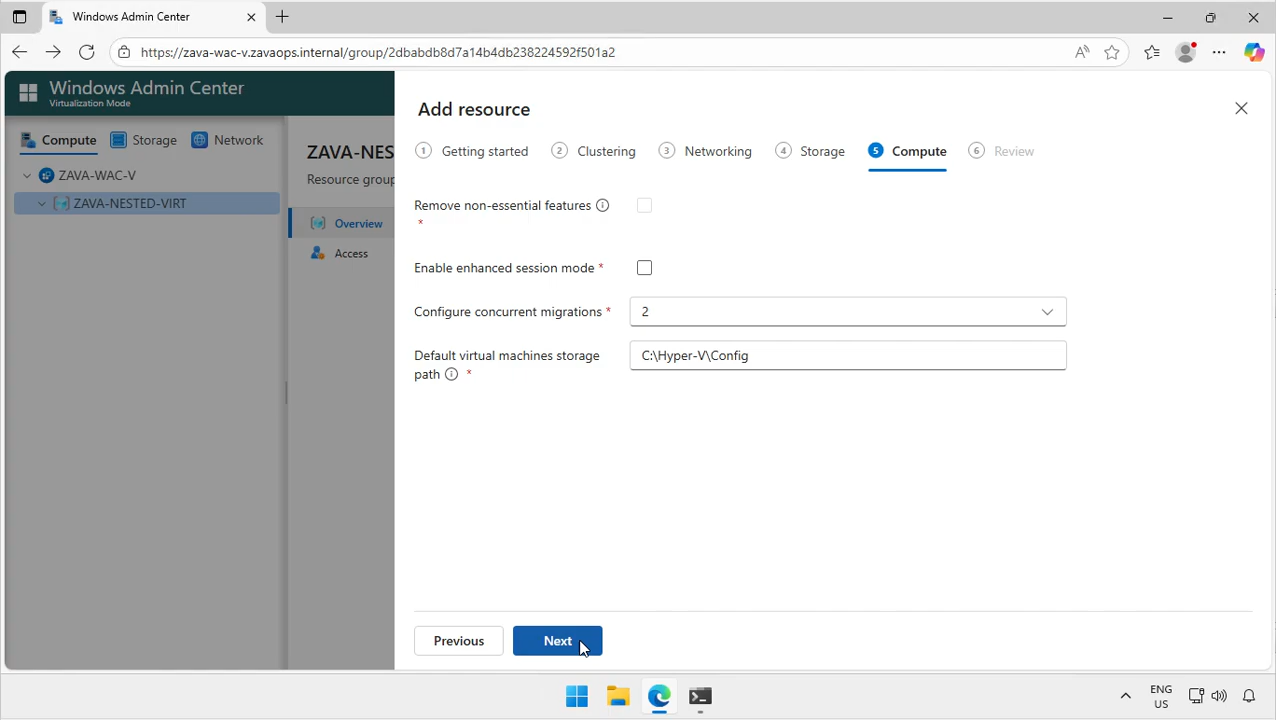 Windows Admin Center
https://zava-wac-v.zavaops.internal/group/2dbabdb8d7a14b4db238224592f501a2
Windows Admin Center
Virtualization Mode
Compute Storage Network
ZAVA-WAC-V
ZAVA-NESTED-VIRT
ZAVA-NES
Resource group
Overview
Access
Add resource
1 Getting started 2 Clustering 3 Networking 4 Storage 5 Compute 6 Review
Remove non-essential features
*
Enable enhanced session mode *
Configure concurrent migrations * 2
Default virtual machines storage C:\Hyper-V\Config
path *
Previous Next
ENG
US